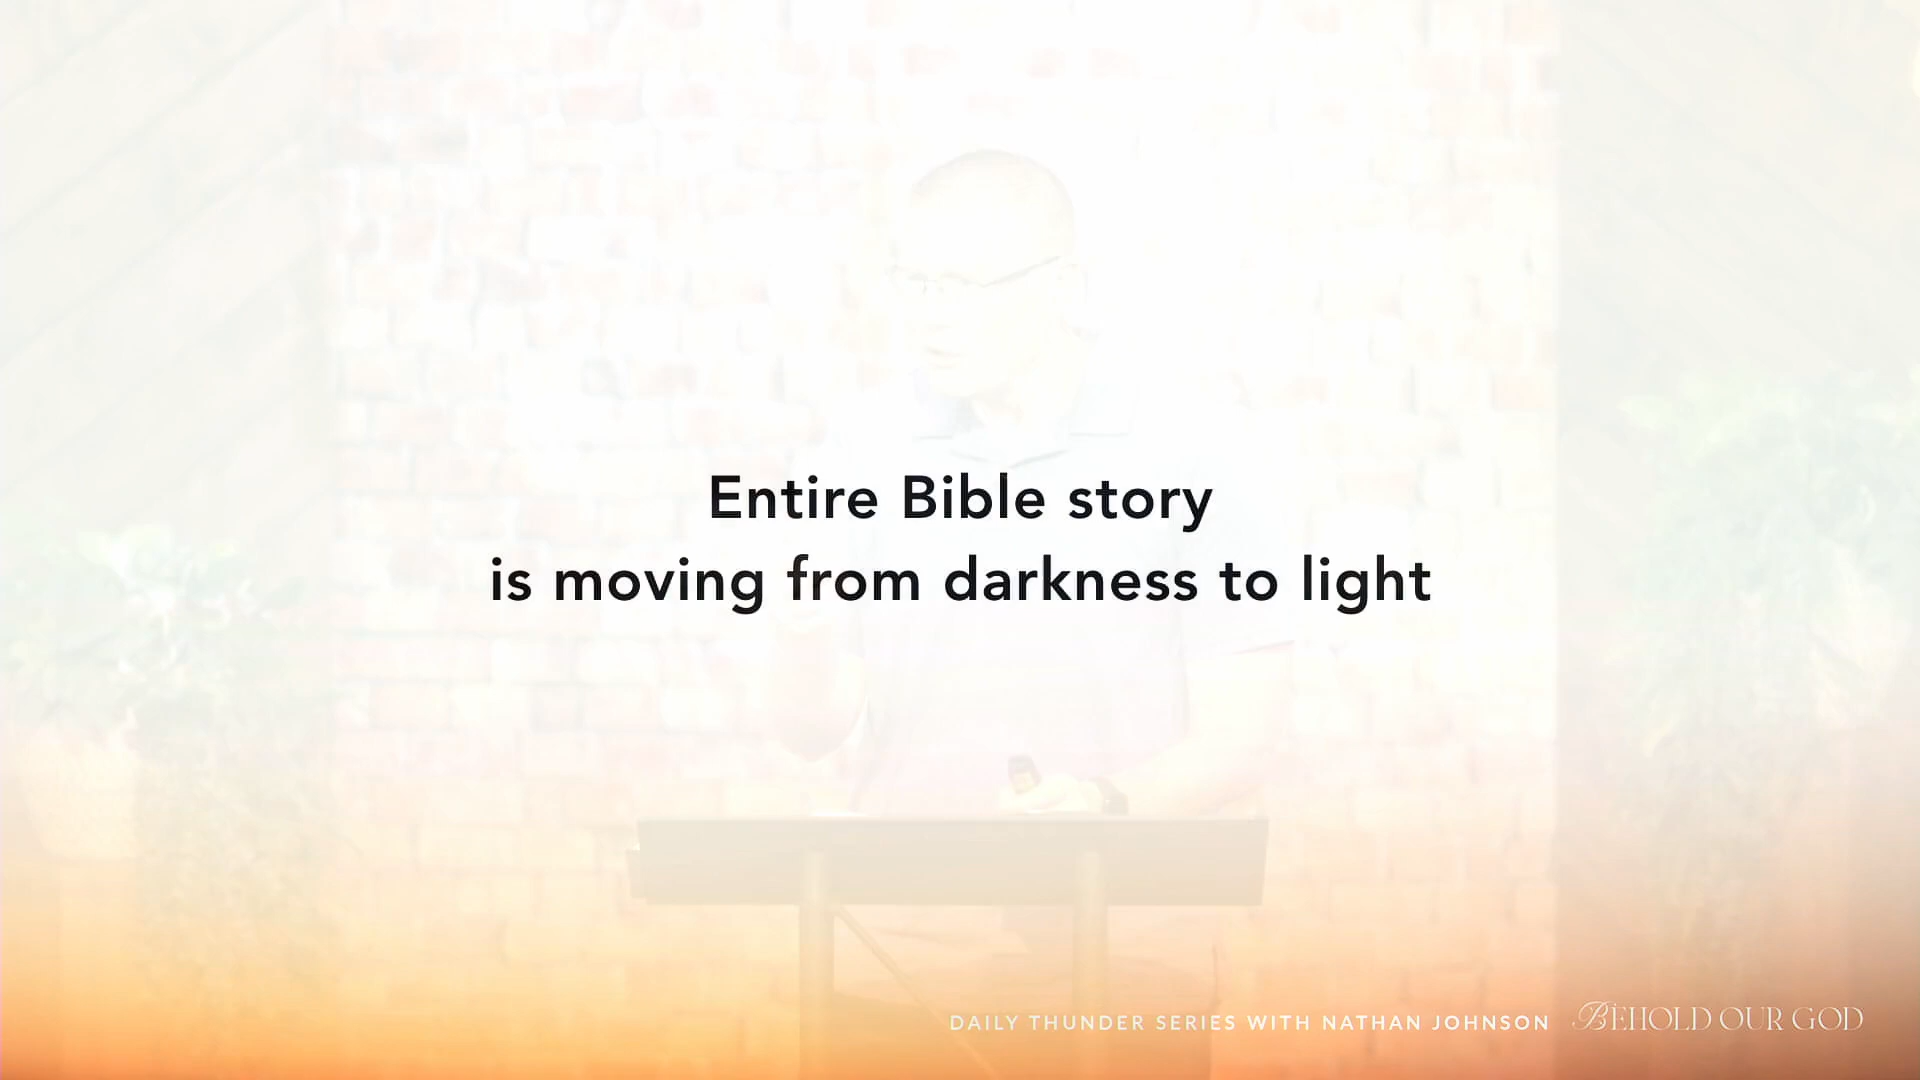 Entire Bible story
is moving from darkness to light
DAILY THUNDER SERIES WITH NATHAN JOHNSON
BEHOLD OUR GOD